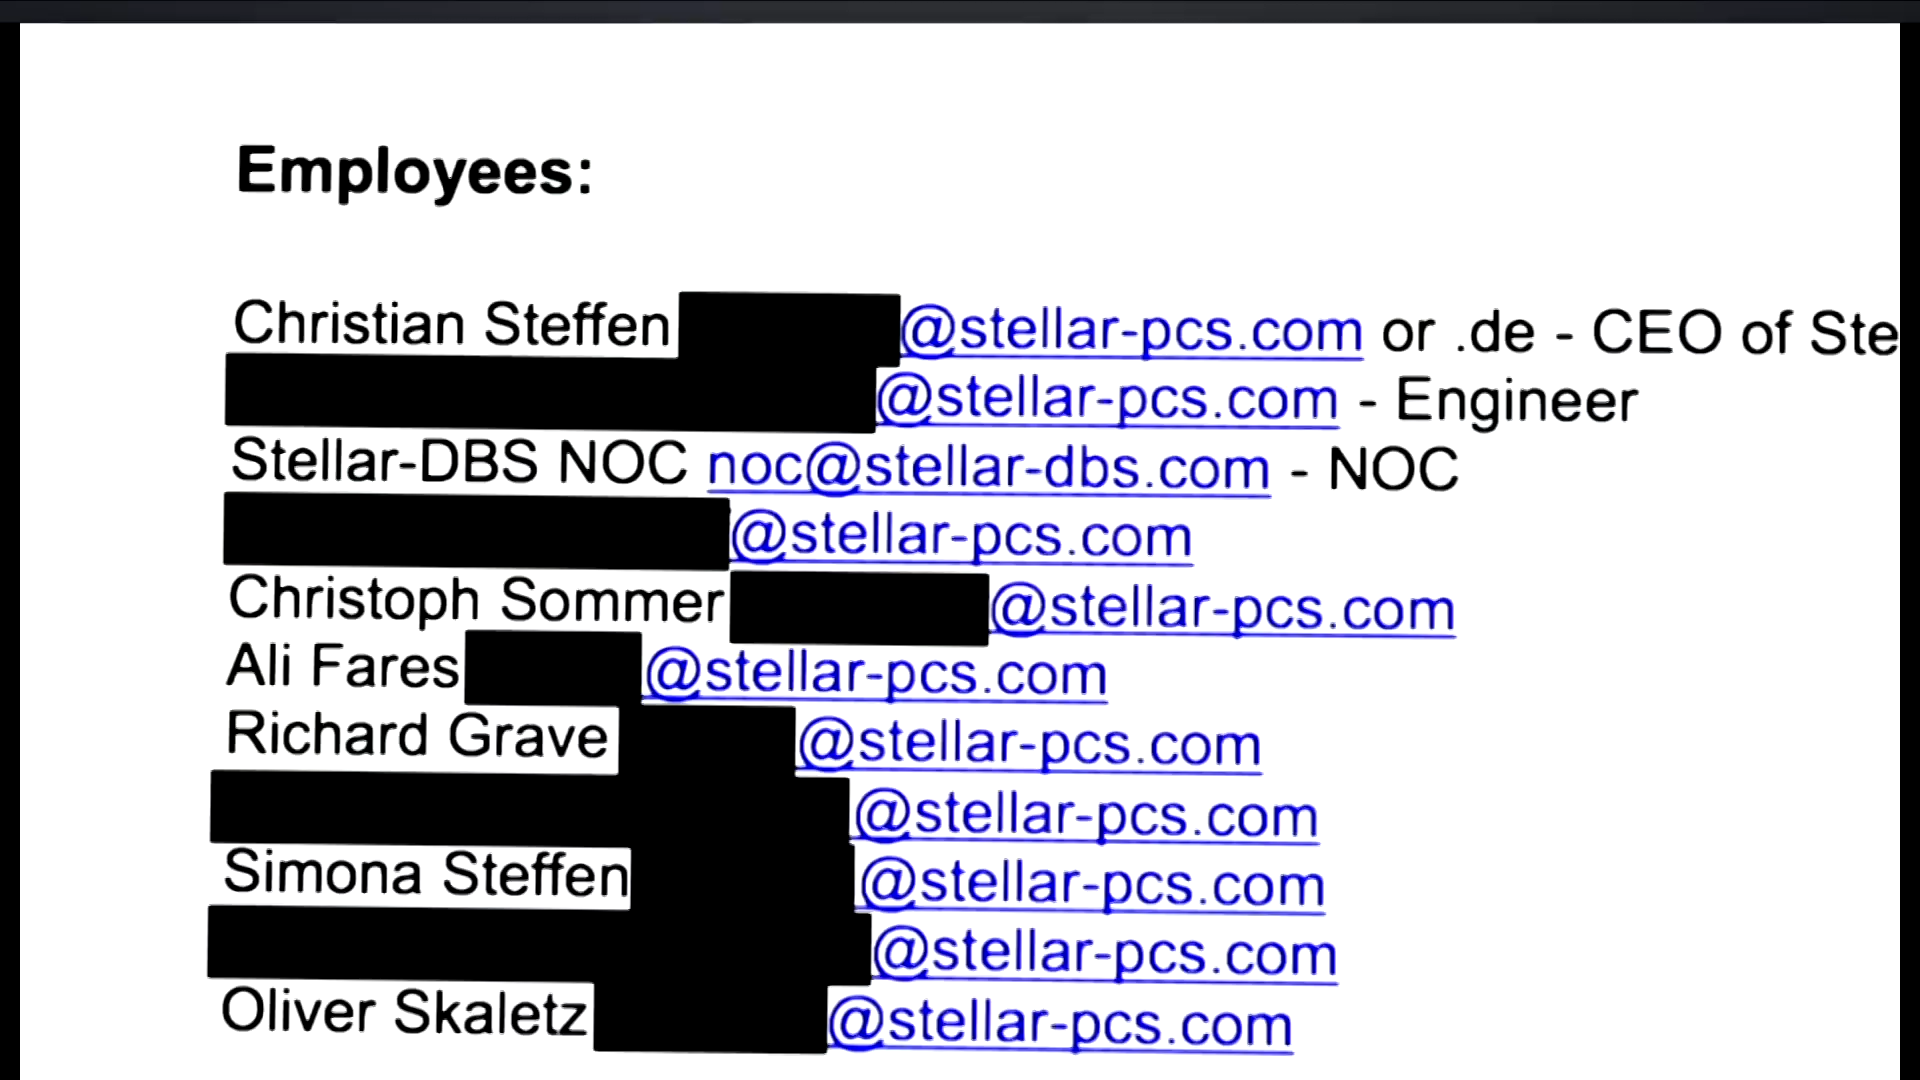 Employees:
Christian Steffen @stellar-pcs.com or .de - CEO of Ste
@stellar-pcs.com - Engineer
Stellar-DBS NOC noc@stellar-dbs.com - NOC
@stellar-pcs.com
Christoph Sommer @stellar-pcs.com
Ali Fares @stellar-pcs.com
Richard Grave @stellar-pcs.com
@stellar-pcs.com
Simona Steffen @stellar-pcs.com
@stellar-pcs.com
Oliver Skaletz @stellar-pcs.com